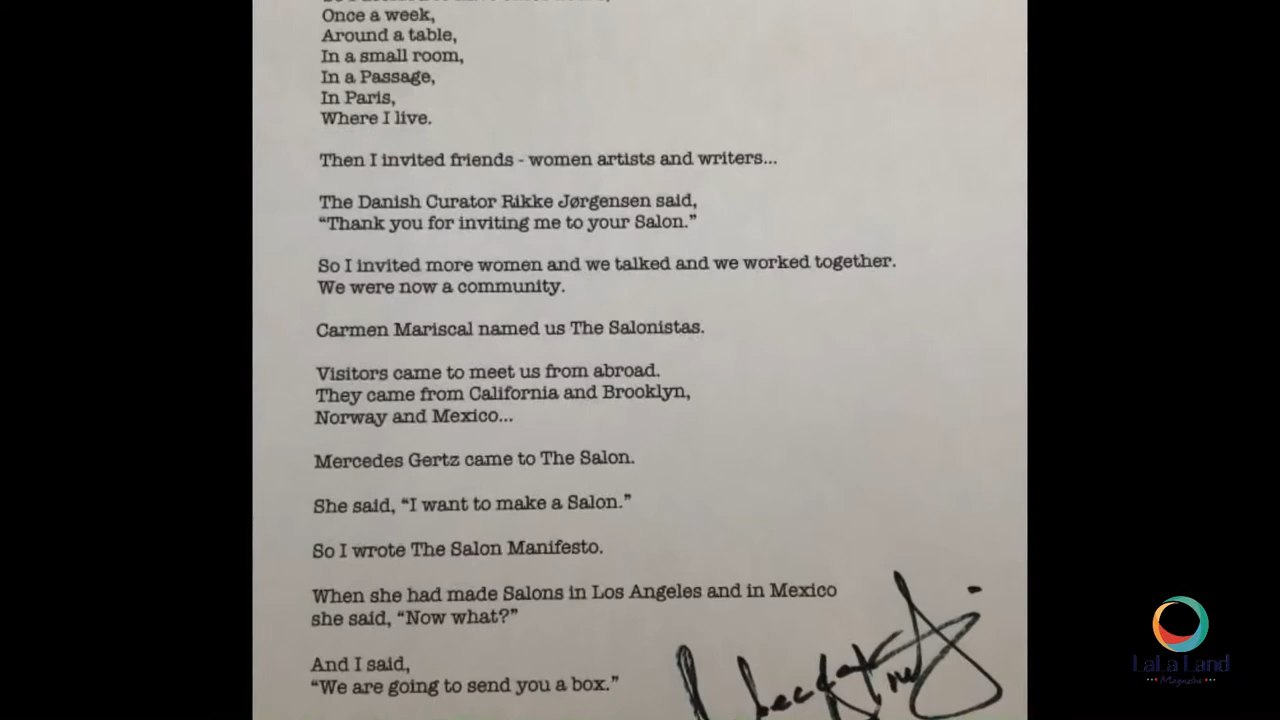 Once a week,
Around a table,
In a small room,
In a Passage,
In Paris,
Where I live.
Then I invited friends - women artists and writers...
The Danish Curator Rikke Jørgensen said,
“Thank you for inviting me to your Salon.”
So I invited more women and we talked and we worked together.
We were now a community.
Carmen Mariscal named us The Salonistas.
Visitors came to meet us from abroad.
They came from California and Brooklyn,
Norway and Mexico...
Mercedes Gertz came to The Salon.
She said, “I want to make a Salon.”
So I wrote The Salon Manifesto.
When she had made Salons in Los Angeles and in Mexico
she said, “Now what?”
And I said,
“We are going to send you a box.”
LaLa Land
Magazine